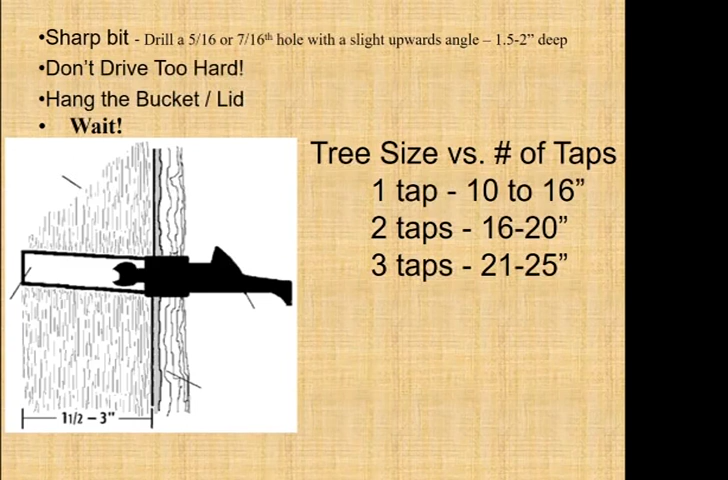 •Sharp bit - Drill a 5/16 or 7/16th hole with a slight upwards angle – 1.5-2” deep
•Don’t Drive Too Hard!
•Hang the Bucket / Lid
• Wait!
Tree Size vs. # of Taps
1 tap - 10 to 16”
2 taps - 16-20”
3 taps - 21-25”
1 1/2 – 3"